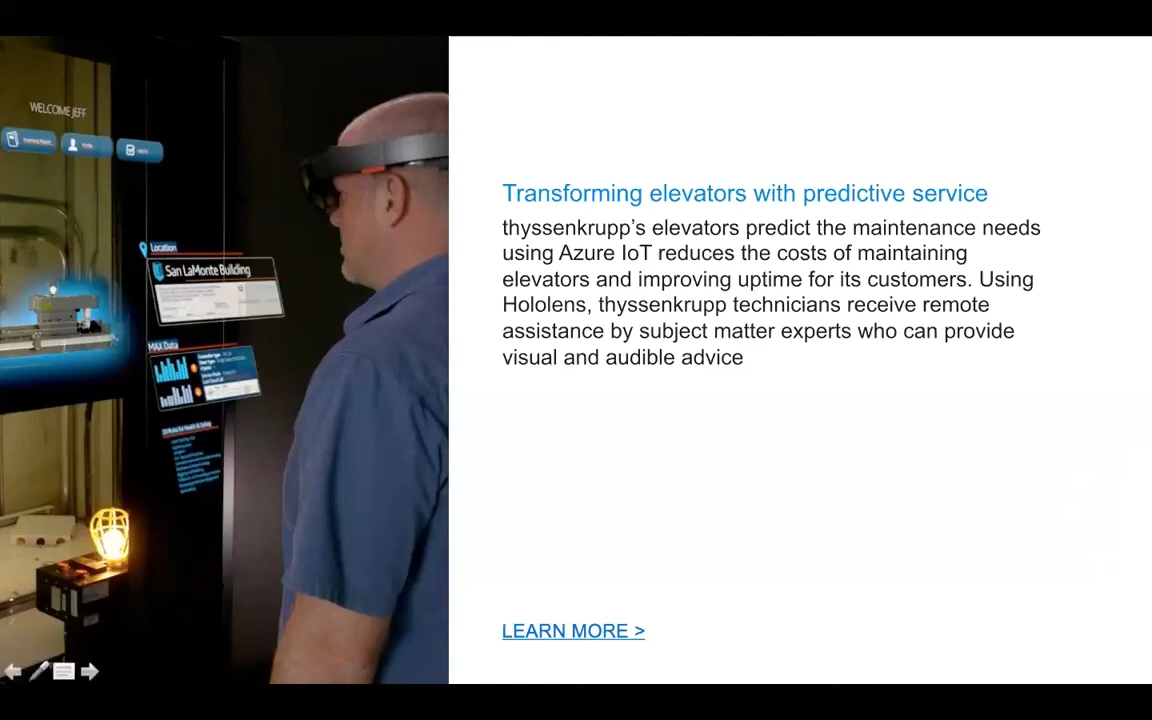 WELCOME JEFF
Location
San LaMonte Building
MAX Data
Transforming elevators with predictive service
thyssenkrupp’s elevators predict the maintenance needs
using Azure IoT reduces the costs of maintaining
elevators and improving uptime for its customers. Using
Hololens, thyssenkrupp technicians receive remote
assistance by subject matter experts who can provide
visual and audible advice
LEARN MORE >